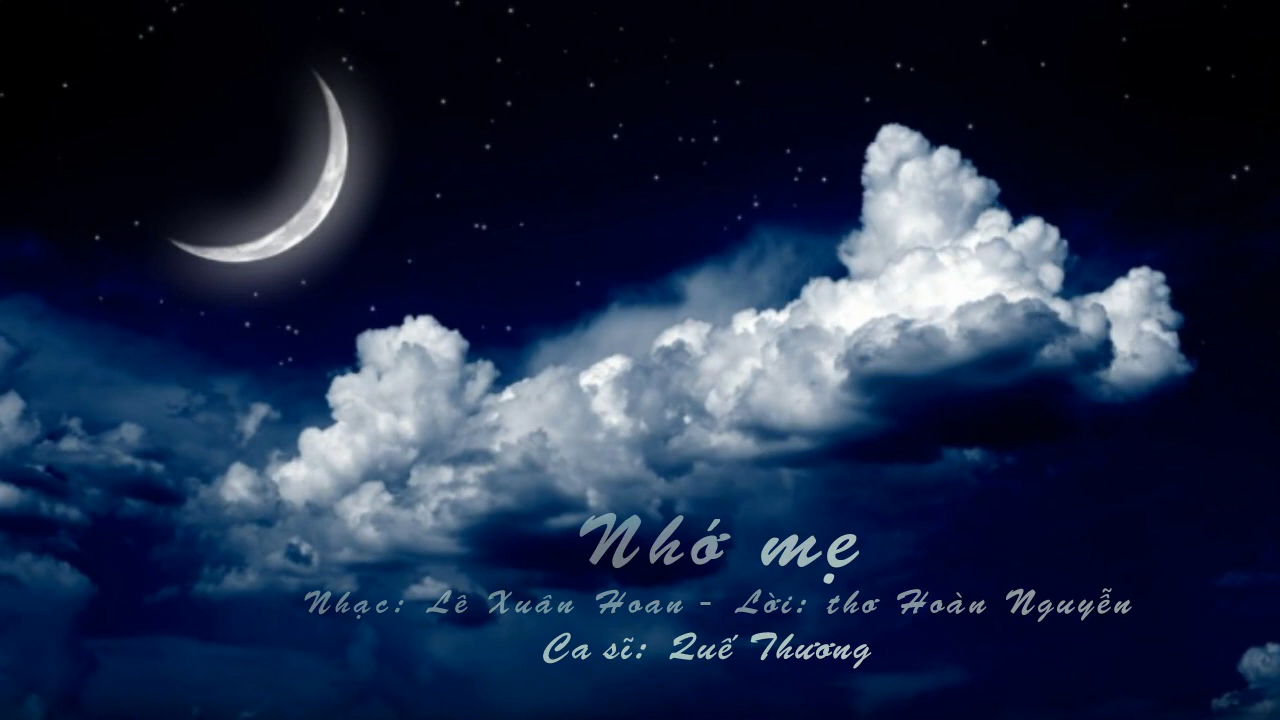 Nhớ mẹ
Nhạc: Lê Xuân Hoan - Lời: thơ Hoàn Nguyễn
Ca sĩ: Quế Thương